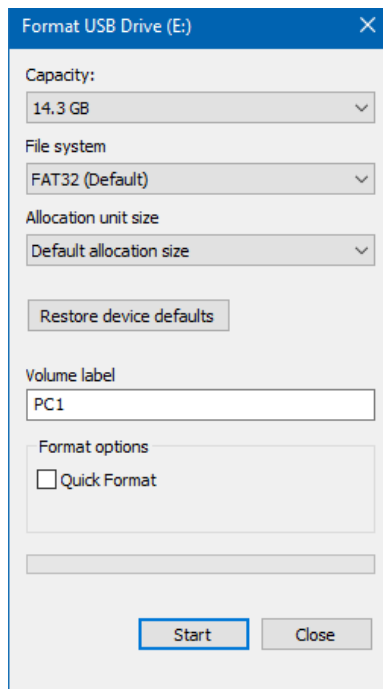 Format USB Drive (E:)
Capacity:
14.3 GB
File system
FAT32 (Default)
Allocation unit size
Default allocation size
Restore device defaults
Volume label
PC1
Format options
Quick Format
Start Close